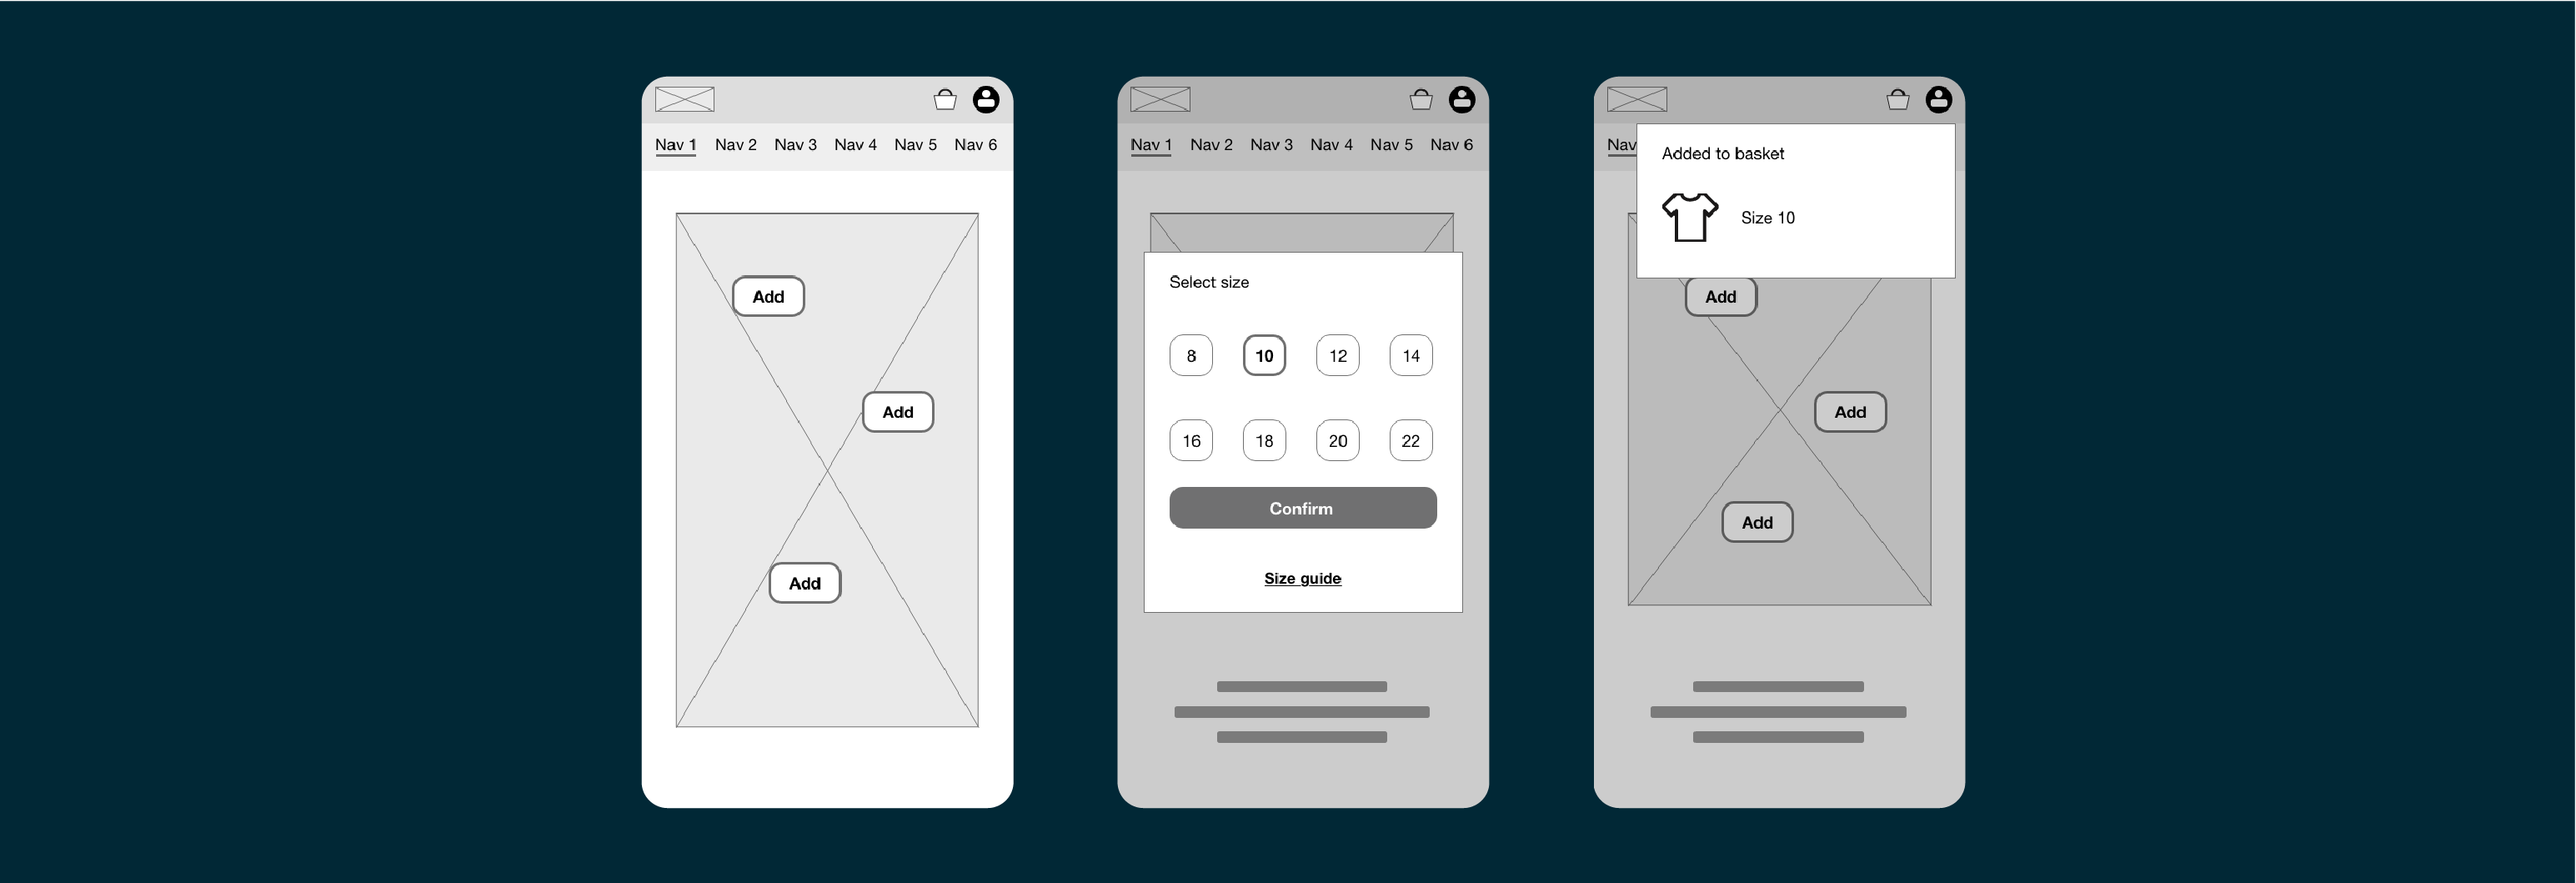 Nav 1 Nav 2 Nav 3 Nav 4 Nav 5 Nav 6
Add
Add
Add
Nav 1 Nav 2 Nav 3 Nav 4 Nav 5 Nav 6
Select size
8 10 12 14
16 18 20 22
Confirm
Size guide
Nav
Added to basket
Size 10
Add
Add
Add